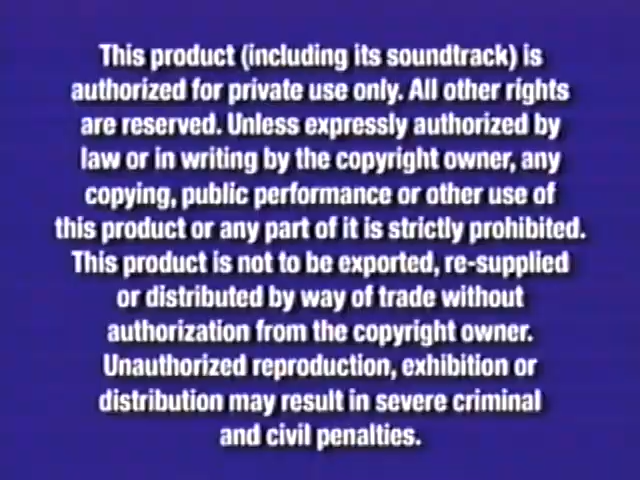 This product (including its soundtrack) is
authorized for private use only. All other rights
are reserved. Unless expressly authorized by
law or in writing by the copyright owner, any
copying, public performance or other use of
this product or any part of it is strictly prohibited.
This product is not to be exported, re-supplied
or distributed by way of trade without
authorization from the copyright owner.
Unauthorized reproduction, exhibition or
distribution may result in severe criminal
and civil penalties.